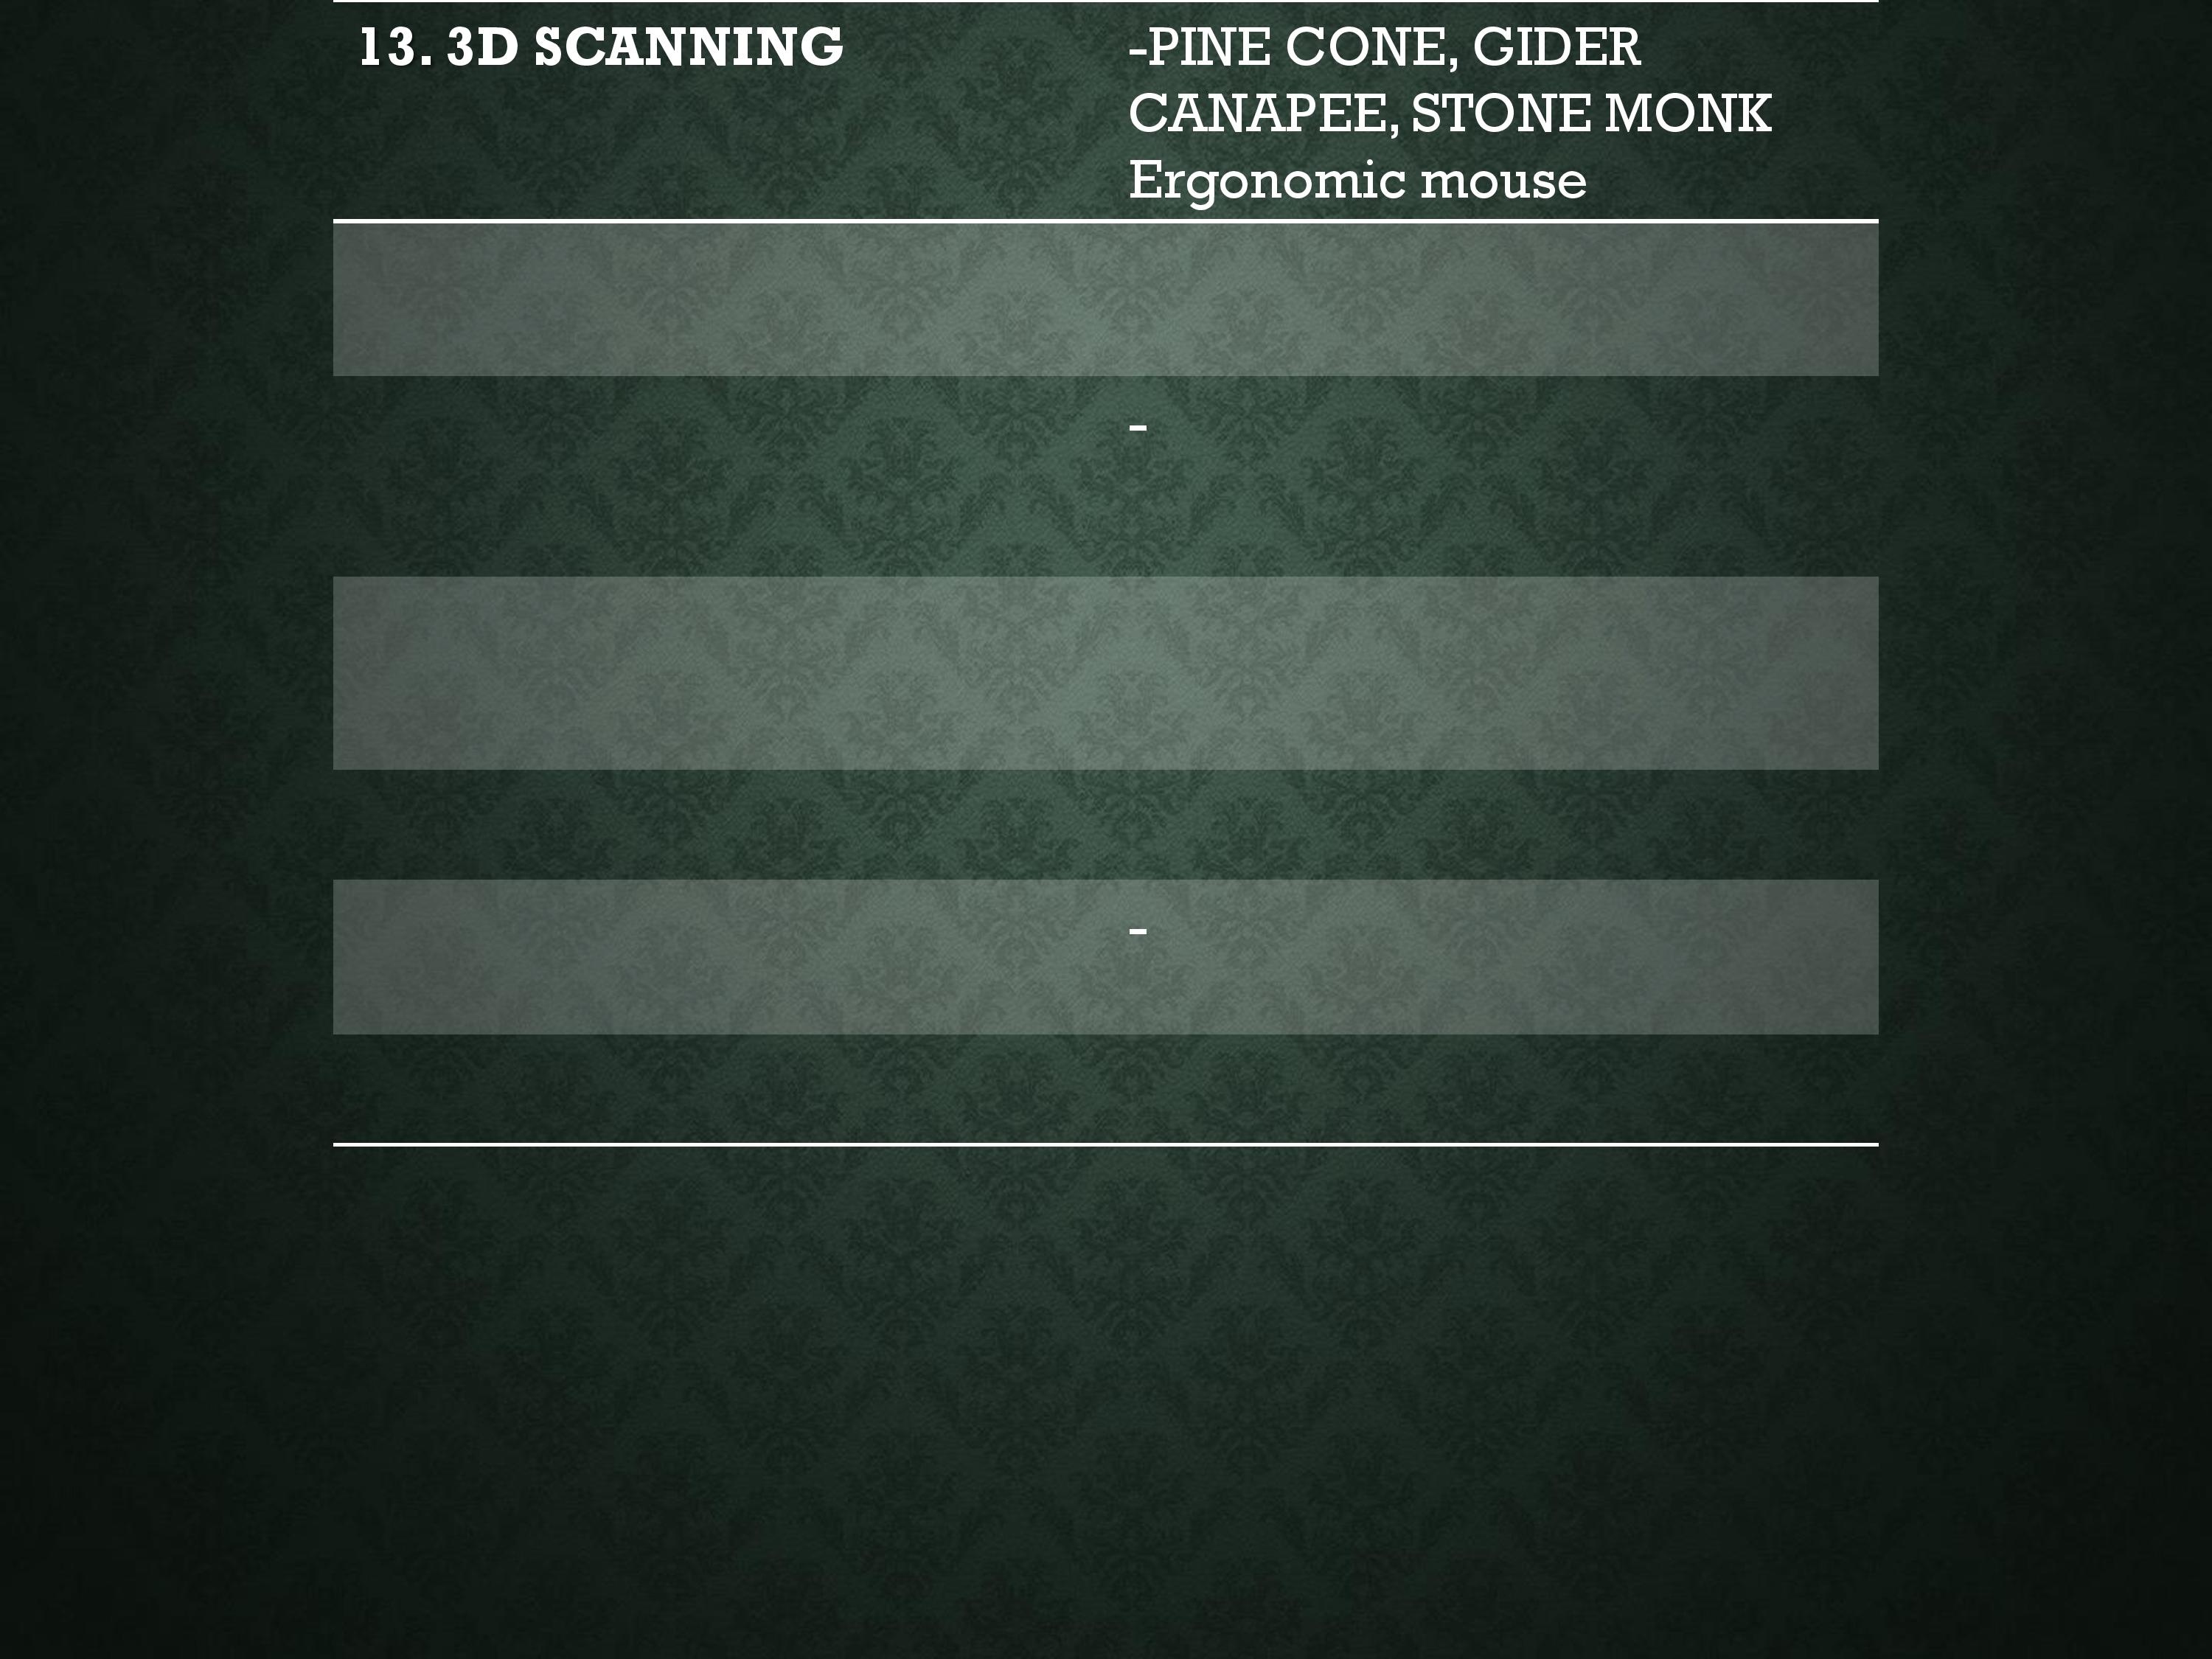 13. 3D SCANNING
-PINE CONE, GIDER
CANAPEE, STONE MONK
Ergonomic mouse
-
-